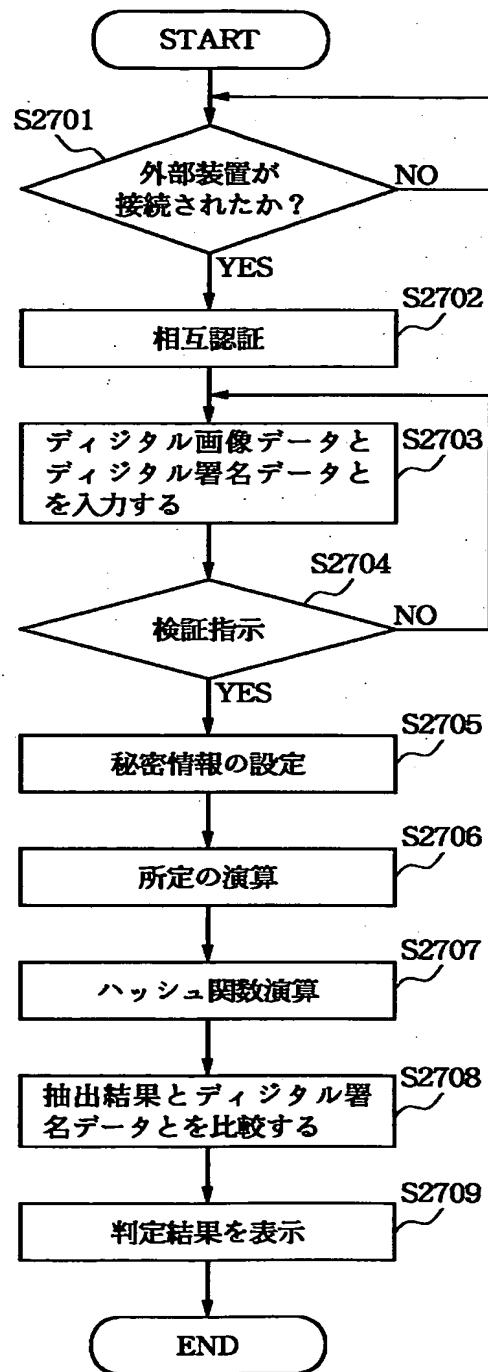 START
S2701
外部装置が
接続されたか？
NO
YES
S2702
相互認証
S2703
ディジタル画像データと
ディジタル署名データと
を入力する
S2704
検証指示
NO
YES
S2705
秘密情報の設定
S2706
所定の演算
S2707
ハッシュ関数演算
S2708
抽出結果とディジタル署
名データとを比較する
S2709
判定結果を表示
END